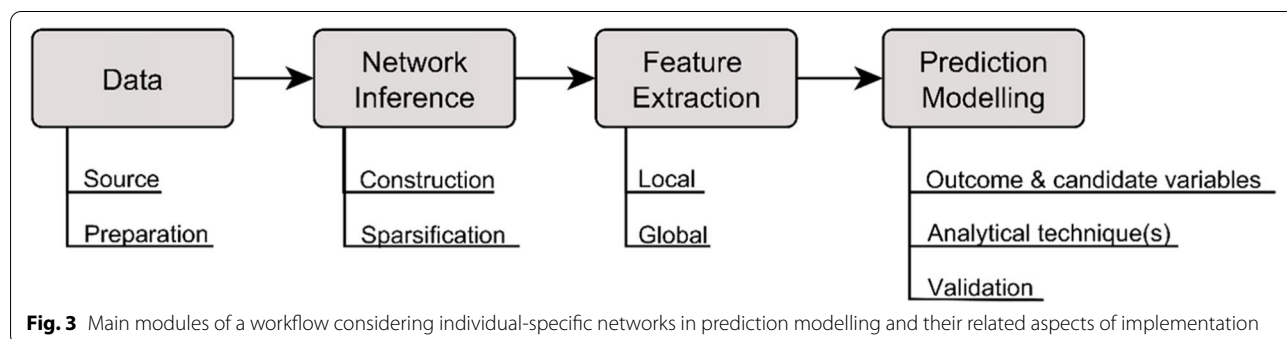 Data
Network
Inference
Feature
Extraction
Prediction
Modelling
Source
Preparation
Construction
Sparsification
Local
Global
Outcome & candidate variables
Analytical technique(s)
Validation
Fig. 3 Main modules of a workflow considering individual-specific networks in prediction modelling and their related aspects of implementation